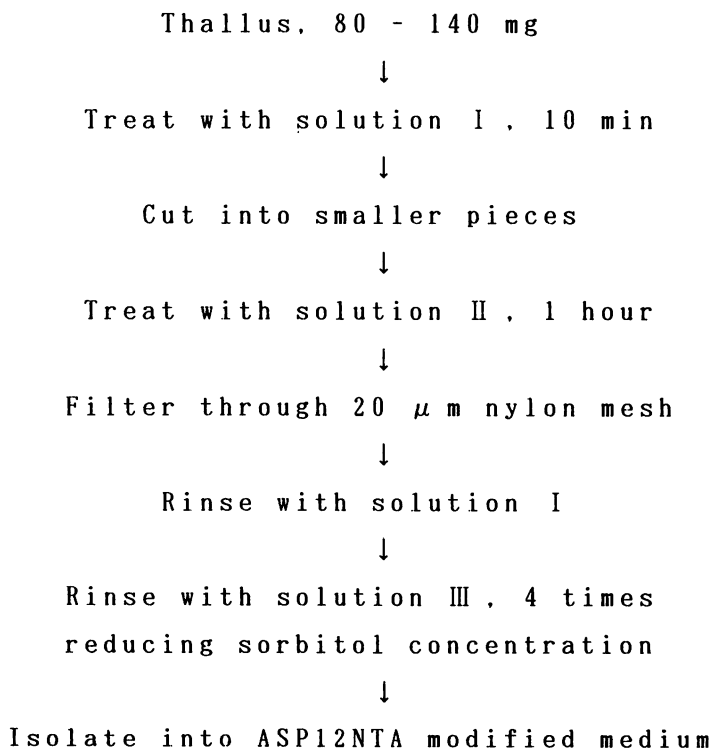 Thallus, 80 - 140 mg
↓
Treat with solution Ⅰ, 10 min
↓
Cut into smaller pieces
↓
Treat with solution Ⅱ, 1 hour
↓
Filter through 20 μm nylon mesh
↓
Rinse with solution Ⅰ
↓
Rinse with solution Ⅲ, 4 times
reducing sorbitol concentration
↓
Isolate into ASP12NTA modified medium